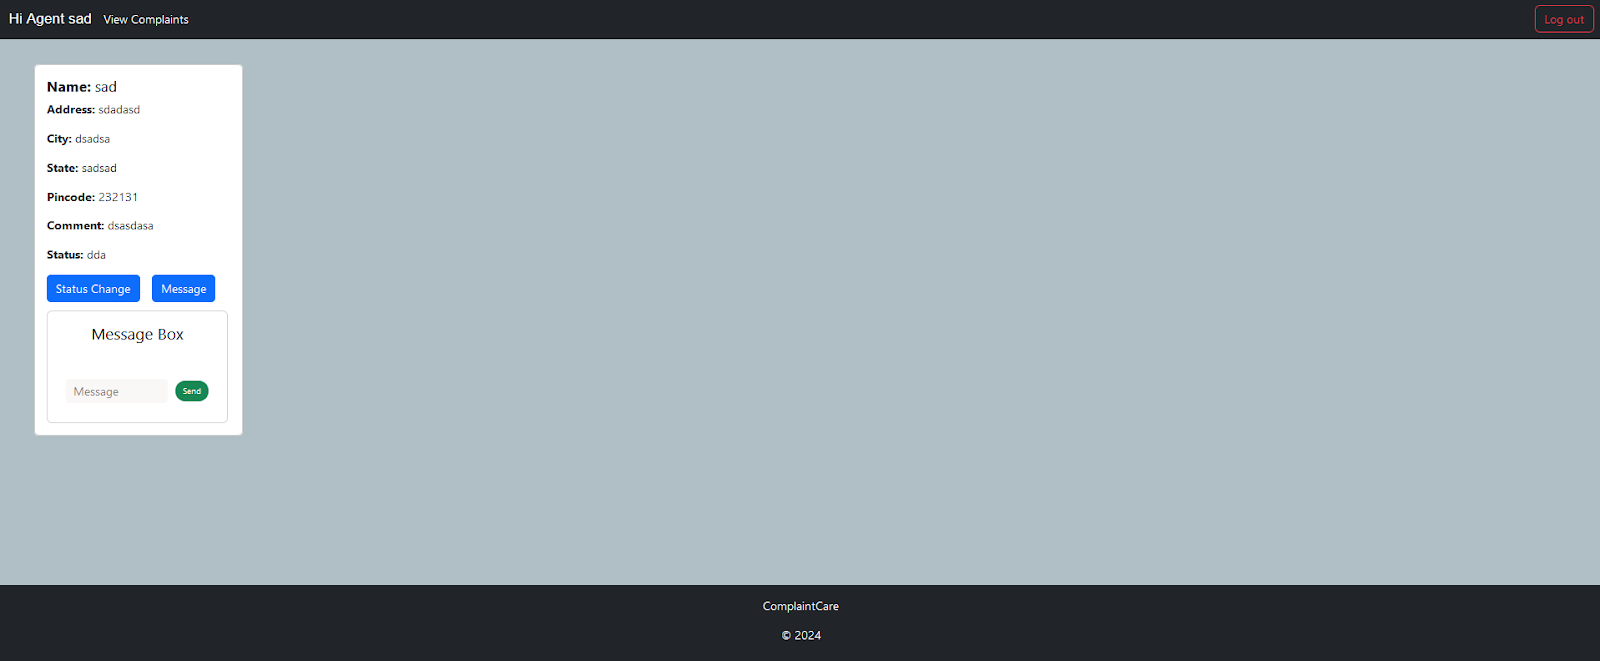 Hi Agent sad View Complaints Log out
Name: sad
Address: sdadasd
City: dsadsa
State: sadsad
Pincode: 232131
Comment: dsasdasa
Status: dda
Status Change Message
Message Box
Message Send
ComplaintCare
© 2024